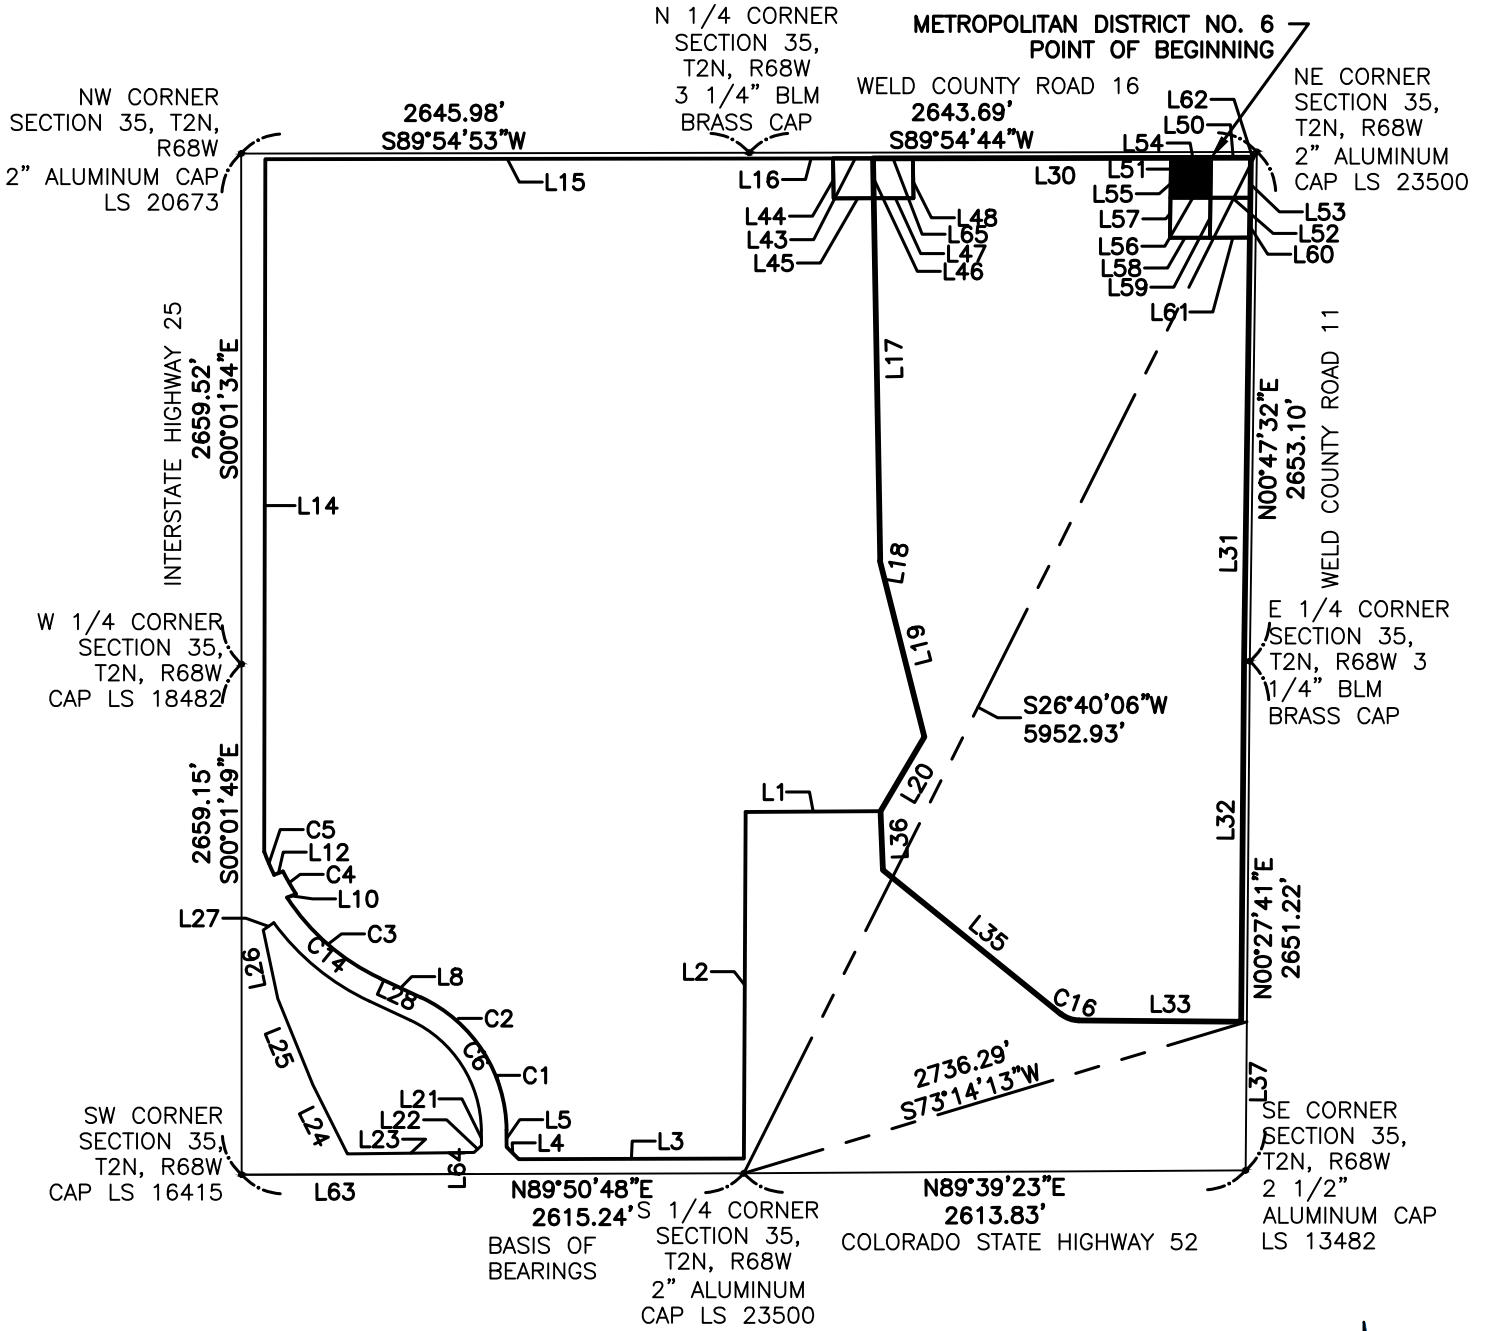 N 1/4 CORNER
SECTION 35,
T2N, R68W
3 1/4" BLM
BRASS CAP
METROPOLITAN DISTRICT NO. 6
POINT OF BEGINNING
WELD COUNTY ROAD 16
NE CORNER
SECTION 35,
T2N, R68W
2" ALUMINUM
CAP LS 23500
NW CORNER
SECTION 35, T2N,
R68W
2" ALUMINUM CAP
LS 20673
2645.98'
S89°54'53"W
2643.69'
S89°54'44"W
L62
L50
L54
L51
L55
L57
L56
L58
L59
L61
L53
L52
L60
L30
L15
L16
L44
L43
L45
L48
L65
L47
L46
INTERSTATE HIGHWAY 25
2659.52'
S00°01'34"E
L14
L17
L18
L19
L20
L31
N00°47'32"E
2653.10'
WELD COUNTY ROAD 11
W 1/4 CORNER
SECTION 35,
T2N, R68W
CAP LS 18482
E 1/4 CORNER
SECTION 35,
T2N, R68W 3
1/4" BLM
BRASS CAP
S26°40'06"W
5952.93'
2659.15'
S00°01'49"E
L1
L36
L32
C5
L12
C4
L10
L27
C3
C14
L26
L8
L28
C2
C6
C1
L25
L24
L21
L22
L23
L64
L5
L4
L3
L2
L35
C16
L33
N00°27'41"E
2651.22'
L37
2736.29'
S73°14'13"W
SW CORNER
SECTION 35,
T2N, R68W
CAP LS 16415
L63
N89°50'48"E
2615.24'
BASIS OF
BEARINGS
S 1/4 CORNER
SECTION 35,
T2N, R68W
2" ALUMINUM
CAP LS 23500
N89°39'23"E
2613.83'
COLORADO STATE HIGHWAY 52
SE CORNER
SECTION 35,
T2N, R68W
2 1/2"
ALUMINUM CAP
LS 13482